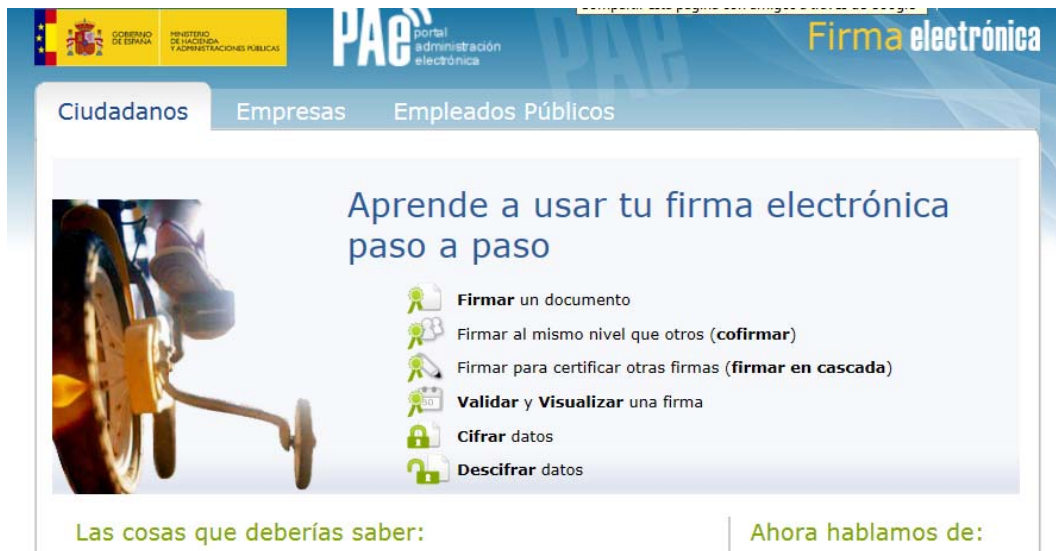 GOBIERNO
DE ESPAÑA
MINISTERIO
DE HACIENDA
Y ADMINISTRACIONES PÚBLICAS
PAe
portal
administración
electrónica
Firma electrónica
Ciudadanos
Empresas
Empleados Públicos
Aprende a usar tu firma electrónica
paso a paso
Firmar un documento
Firmar al mismo nivel que otros (cofirmar)
Firmar para certificar otras firmas (firmar en cascada)
Validar y Visualizar una firma
Cifrar datos
Descifrar datos
Las cosas que deberías saber:
Ahora hablamos de: